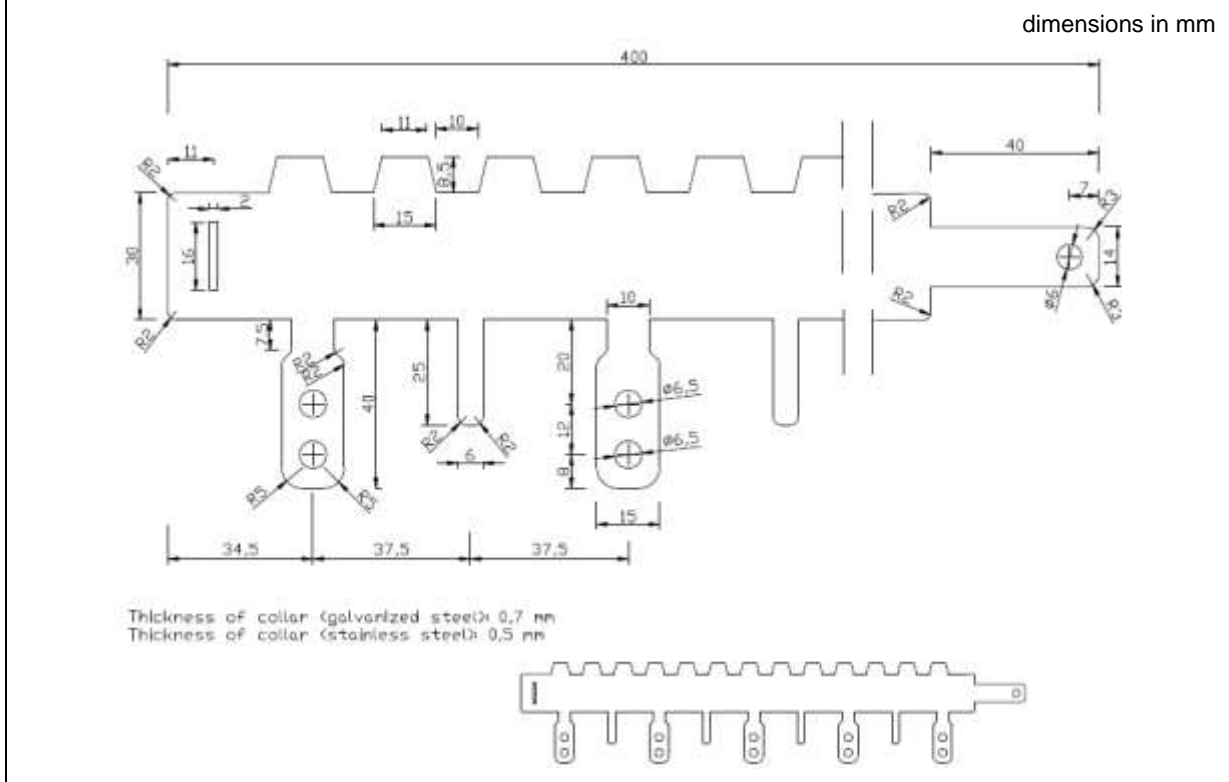 dimensions in mm
400
11
10
11
8,5
40
R2
7
R3
15
2
R2
30
16
14
ø6
10
R2
R3
R2
7,5
R2
R2
25
40
20
ø6,5
12
ø6,5
R2
R2
6
8
R5
R5
15
34,5
37,5
37,5
Thickness of collar (galvanized steel): 0,7 mm
Thickness of collar (stainless steel): 0,5 mm